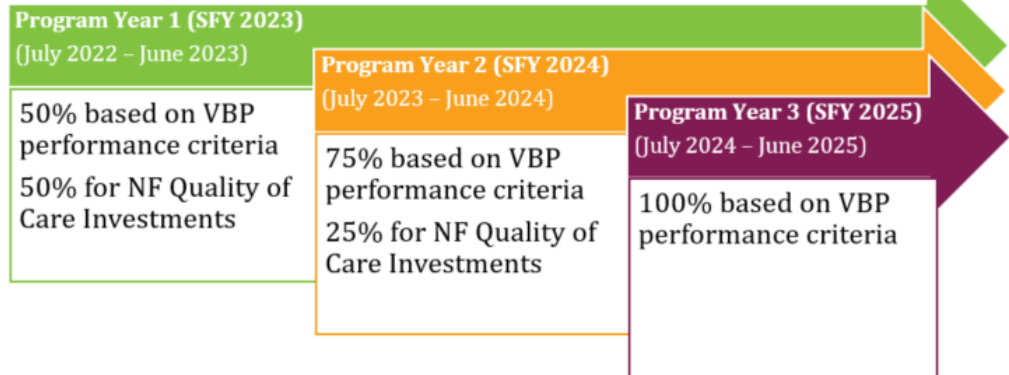 Program Year 1 (SFY 2023)
(July 2022 – June 2023)
50% based on VBP
performance criteria
50% for NF Quality of
Care Investments
Program Year 2 (SFY 2024)
(July 2023 – June 2024)
75% based on VBP
performance criteria
25% for NF Quality of
Care Investments
Program Year 3 (SFY 2025)
(July 2024 – June 2025)
100% based on VBP
performance criteria